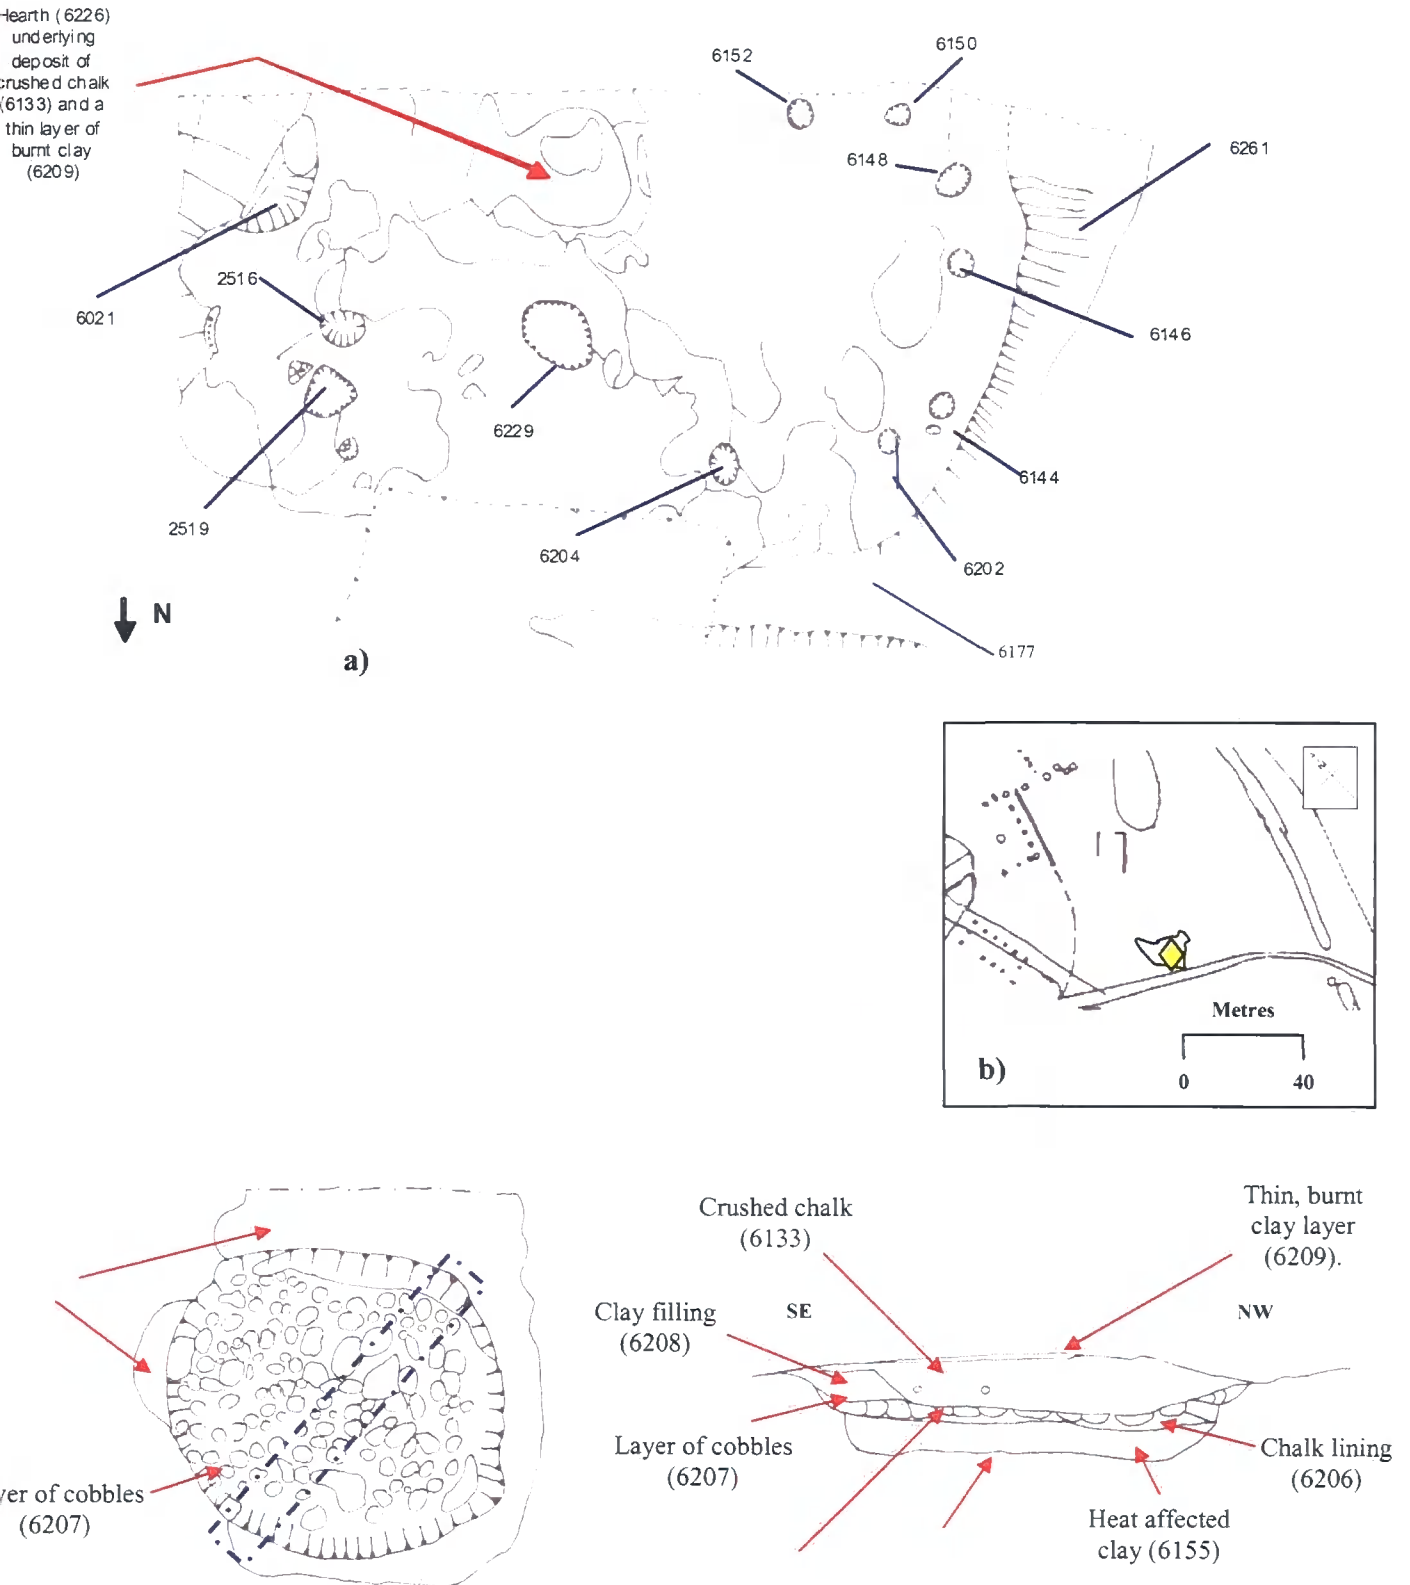 Hearth (6226)
underlying
deposit of
crushed chalk
(6133) and a
thin layer of
burnt clay
(6209)
6152
6150
6148
6261
6021
2516
6146
6229
6144
2519
6204
6202
N
6177
a)
Metres
b)
0 40
Crushed chalk
(6133)
Thin, burnt
clay layer
(6209).
Clay filling
(6208)
SE
NW
Layer of cobbles
(6207)
Chalk lining
(6206)
yer of cobbles
(6207)
Heat affected
clay (6155)